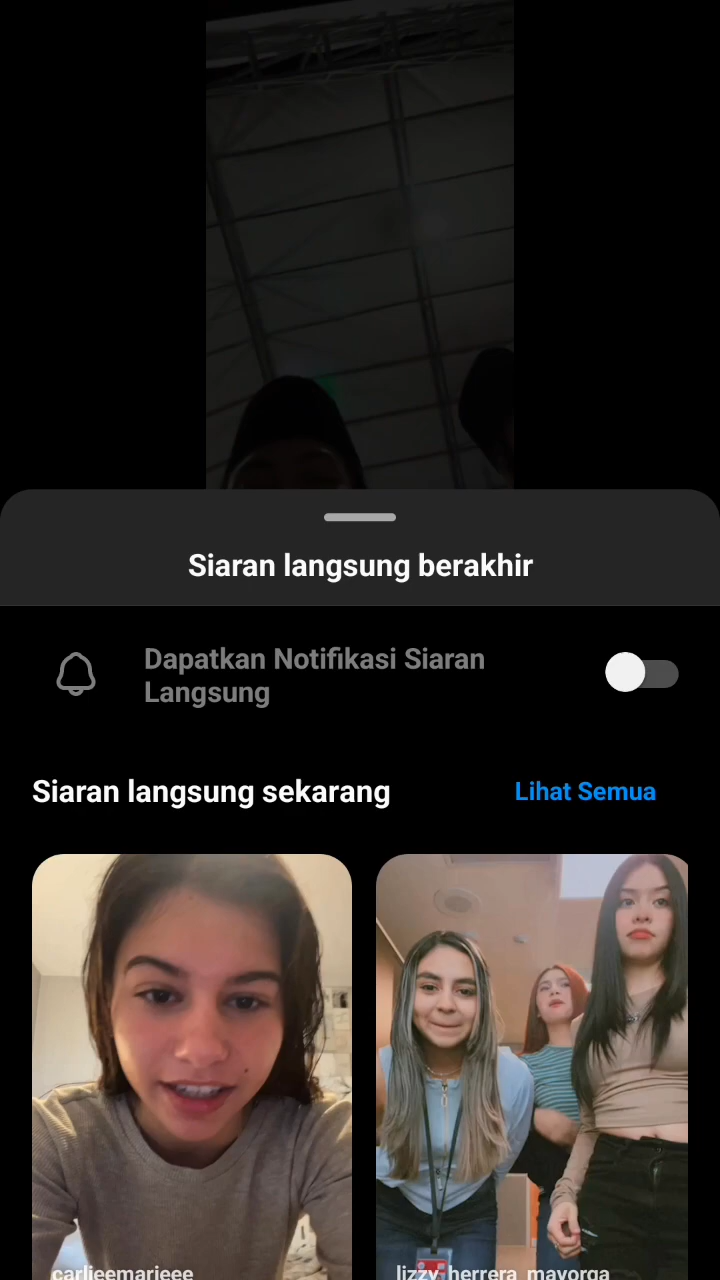 Siaran langsung berakhir
Dapatkan Notifikasi Siaran
Langsung
Siaran langsung sekarang
Lihat Semua
carlieemarieee
lizzy_herrera_mayorga